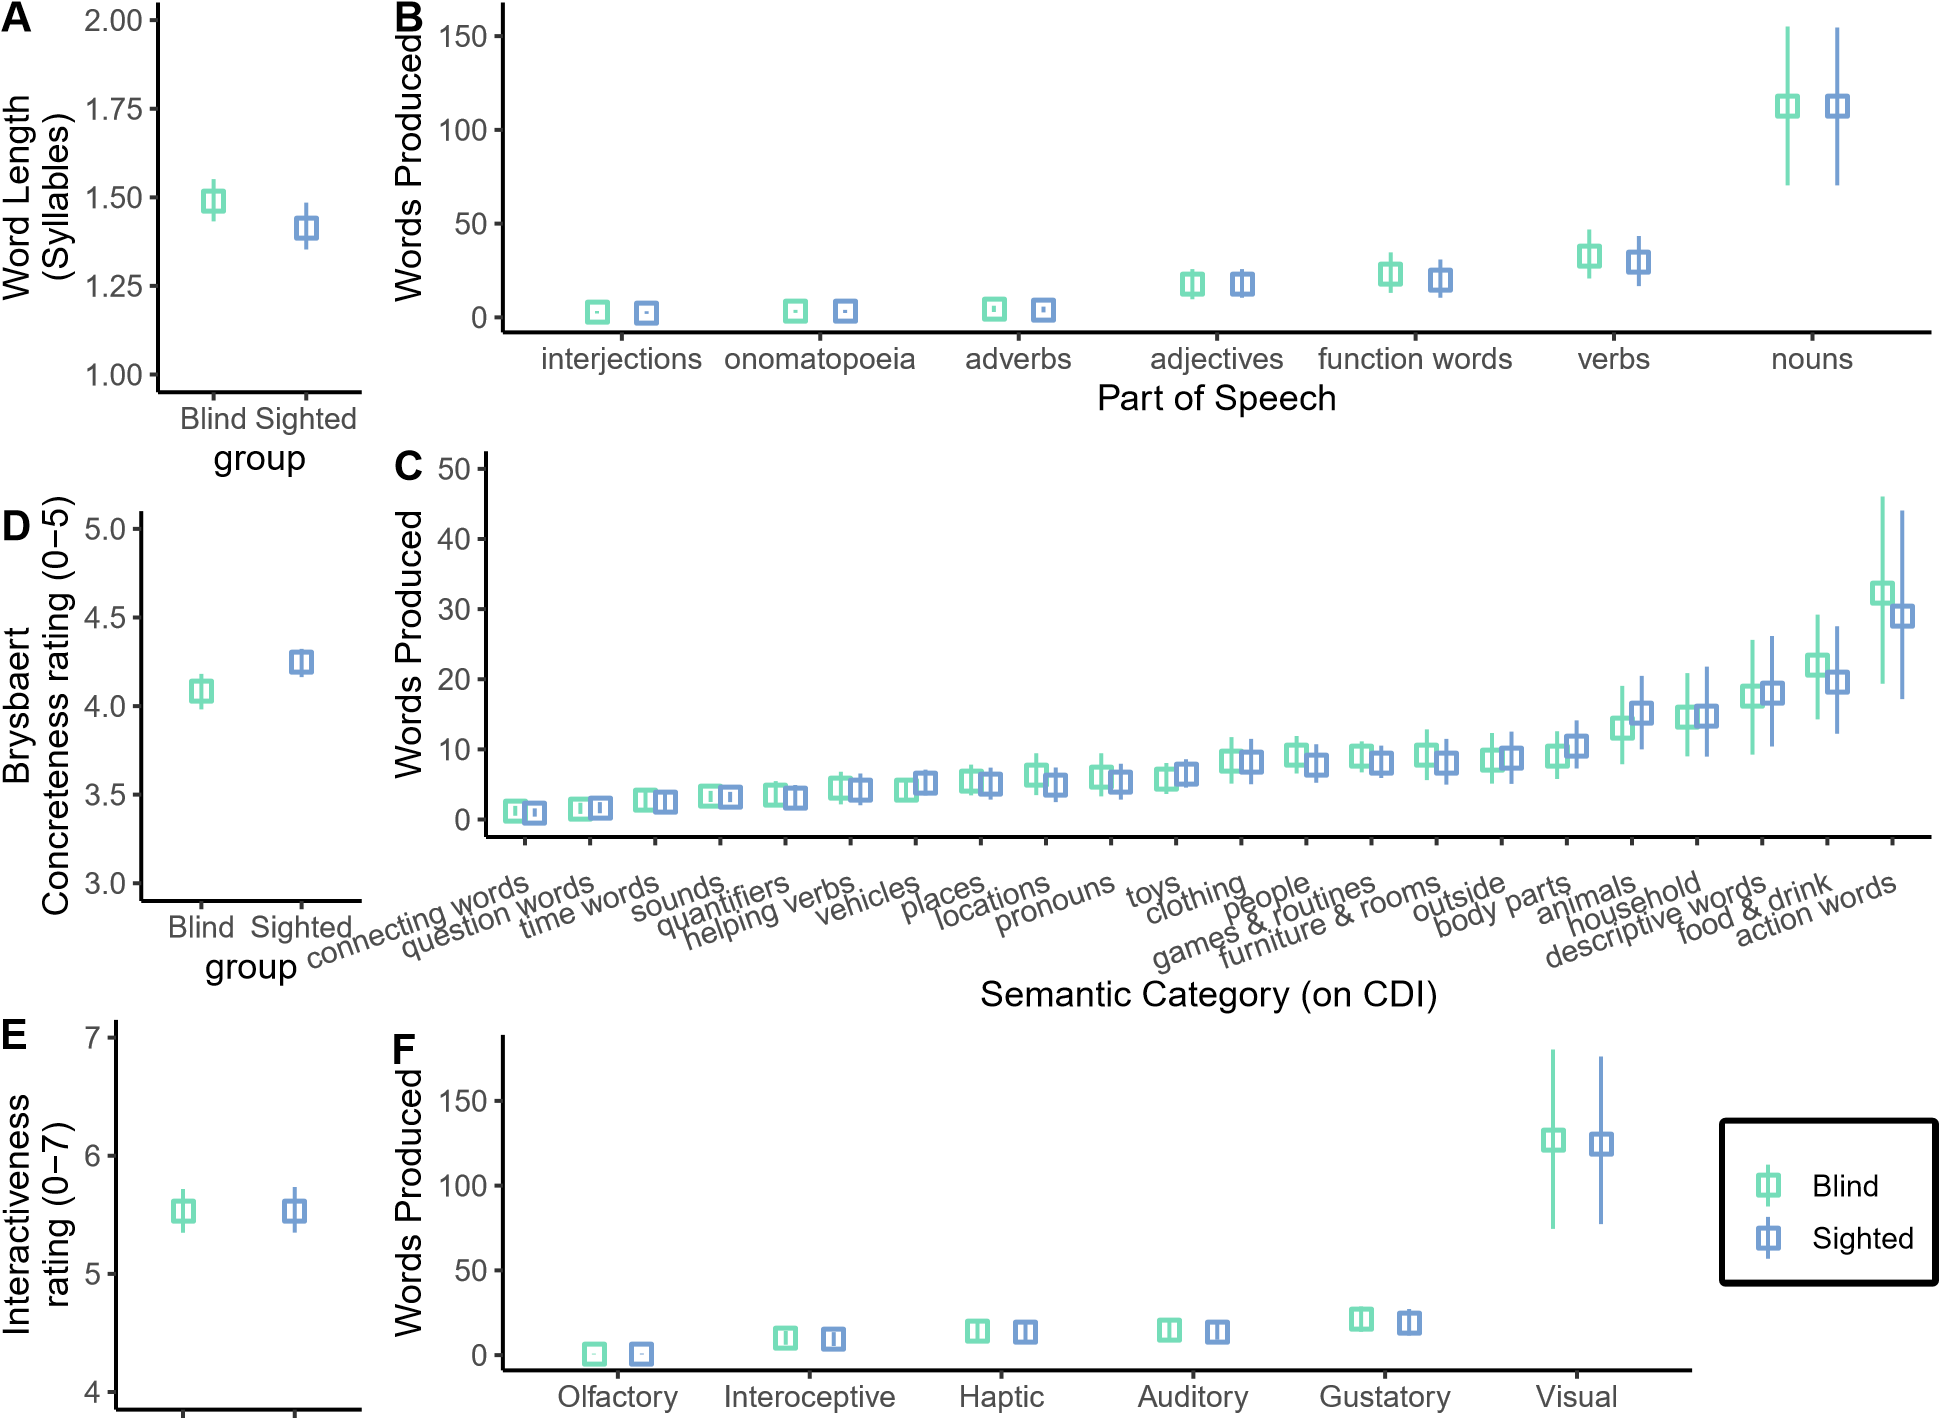 A
2.00
1.75
1.50
1.25
1.00
Word Length
(Syllables)
Blind Sighted
group
B
150
100
50
0
Words Produced
interjections onomatopoeia adverbs adjectives function words verbs nouns
Part of Speech
C
50
40
30
20
10
0
Words Produced
connecting words
question words
time words
sounds
quantifiers
helping verbs
vehicles
places
locations
pronouns
toys
clothing
people
games & routines
furniture & rooms
outside
body parts
animals
household
descriptive words
food & drink
action words
Semantic Category (on CDI)
D
5.0
4.5
4.0
3.5
3.0
Brysbaert
Concreteness rating (0−5)
Blind Sighted
group
E
7
6
5
4
Interactiveness
rating (0−7)
F
150
100
50
0
Words Produced
Olfactory Interoceptive Haptic Auditory Gustatory Visual
Blind
Sighted